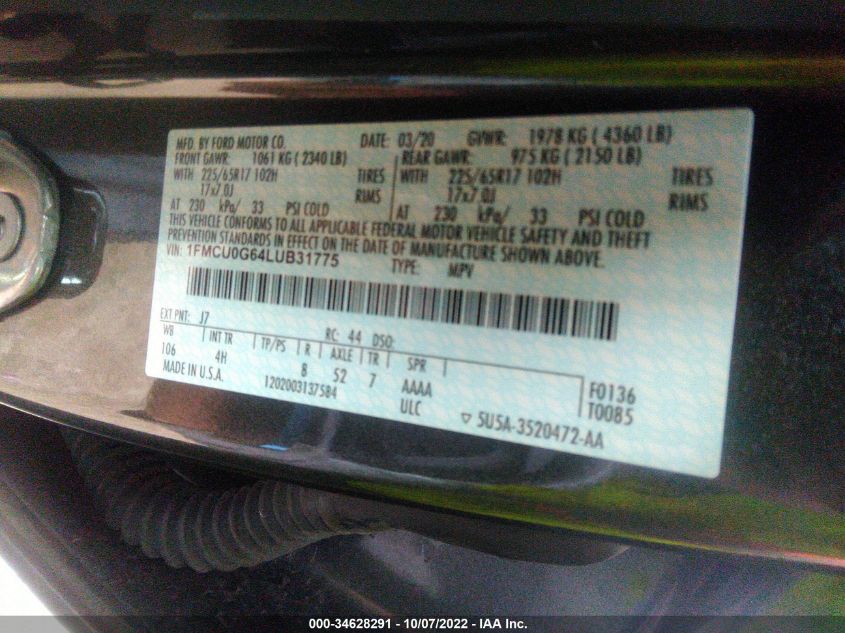 MFD. BY FORD MOTOR CO. DATE: 03/20 GVWR: 1978 KG ( 4360 LB)
FRONT GAWR: 1061 KG ( 2340 LB) REAR GAWR: 975 KG ( 2150 LB)
WITH 225/65R17 102H TIRES WITH 225/65R17 102H TIRES
17x7.0J RIMS 17x7.0J RIMS
AT 230 kPa/ 33 PSI COLD AT 230 kPa/ 33 PSI COLD
THIS VEHICLE CONFORMS TO ALL APPLICABLE FEDERAL MOTOR VEHICLE SAFETY AND THEFT
PREVENTION STANDARDS IN EFFECT ON THE DATE OF MANUFACTURE SHOWN ABOVE.
VIN: 1FMCU0G64LUB31775 TYPE: MPV
EXT PNT: J7 RC: 44 DSO:
WB INT TR TP/PS R AXLE TR SPR
106 4H B 52 7 AAAA F0136
MADE IN U.S.A. 1202003137584 ULC T0085
▽ 5U5A-3520472-AA
000-34628291 - 10/07/2022 - IAA Inc.